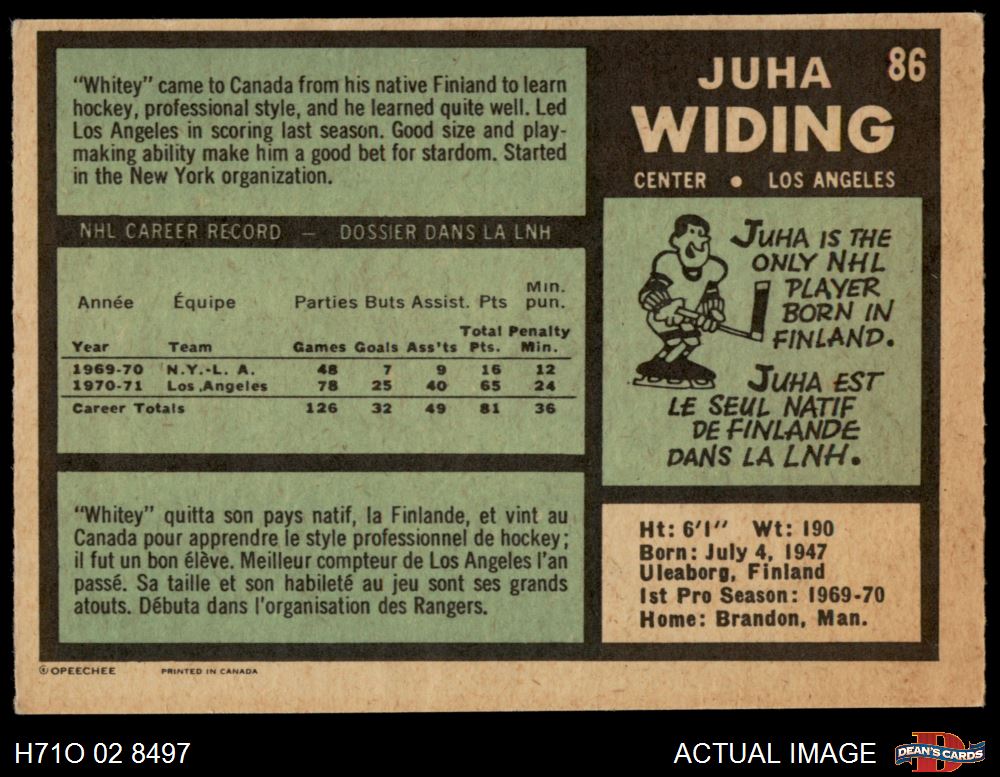 JUHA 86
WIDING
CENTER • LOS ANGELES
"Whitey" came to Canada from his native Finland to learn
hockey, professional style, and he learned quite well. Led
Los Angeles in scoring last season. Good size and play-
making ability make him a good bet for stardom. Started
in the New York organization.
NHL CAREER RECORD — DOSSIER DANS LA LNH
Année Équipe Parties Buts Assist. Pts Min. pun.
Year Team Games Goals Ass'ts Total Pts. Penalty Min.
1969-70 N.Y.-L. A. 48 7 9 16 12
1970-71 Los Angeles 78 25 40 65 24
Career Totals 126 32 49 81 36
"Whitey" quitta son pays natif, la Finlande, et vint au
Canada pour apprendre le style professionnel de hockey;
il fut un bon élève. Meilleur compteur de Los Angeles l'an
passé. Sa taille et son habileté au jeu sont ses grands
atouts. Débuta dans l'organisation des Rangers.
JUHA IS THE
ONLY NHL
PLAYER
BORN IN
FINLAND.
JUHA EST
LE SEUL NATIF
DE FINLANDE
DANS LA LNH.
Ht: 6'1" Wt: 190
Born: July 4, 1947
Uleaborg, Finland
1st Pro Season: 1969-70
Home: Brandon, Man.
© OPEECHEE PRINTED IN CANADA
H71O 02 8497 ACTUAL IMAGE D DEAN'S CARDS